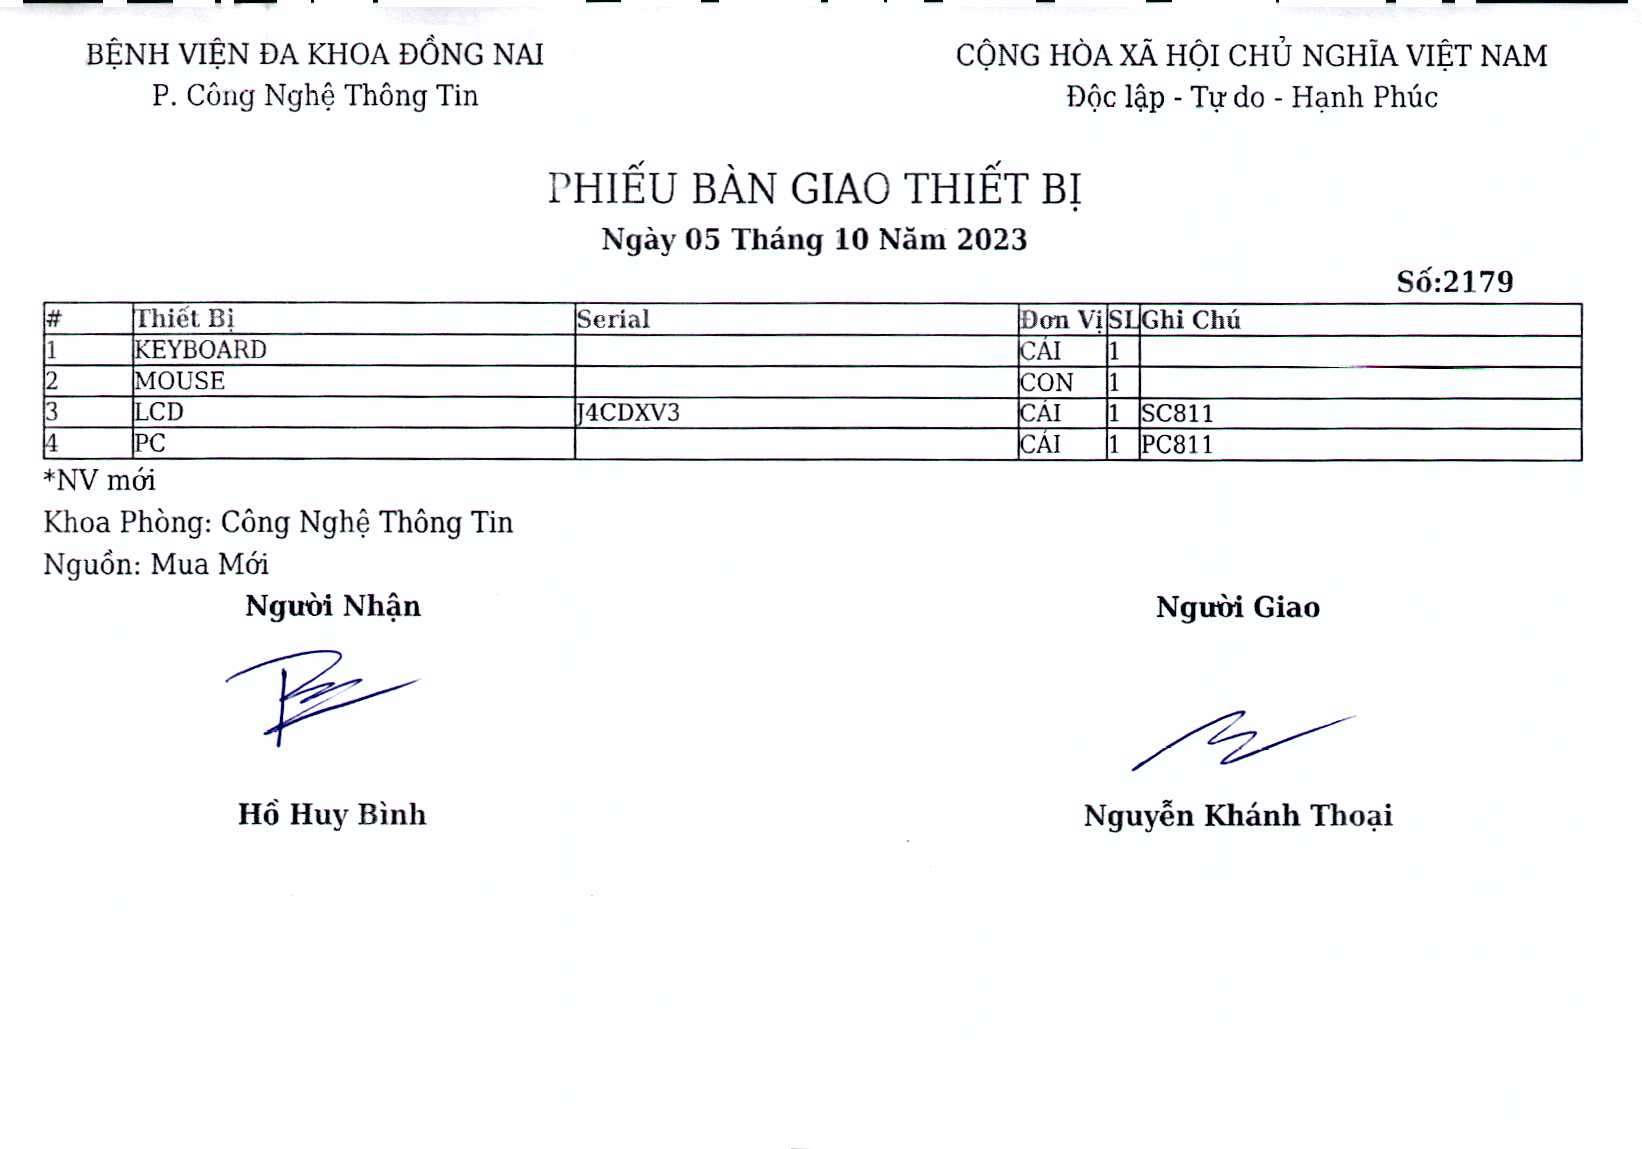 BỆNH VIỆN ĐA KHOA ĐỒNG NAI
P. Công Nghệ Thông Tin
CỘNG HÒA XÃ HỘI CHỦ NGHĨA VIỆT NAM
Độc lập - Tự do - Hạnh Phúc
PHIẾU BÀN GIAO THIẾT BỊ
Ngày 05 Tháng 10 Năm 2023
Số:2179
# Thiết Bị Serial Đơn Vị SL Ghi Chú
1 KEYBOARD CÁI 1
2 MOUSE CON 1
3 LCD J4CDXV3 CÁI 1 SC811
4 PC CÁI 1 PC811
*NV mới
Khoa Phòng: Công Nghệ Thông Tin
Nguồn: Mua Mới
Người Nhận Người Giao
Hồ Huy Bình Nguyễn Khánh Thoại